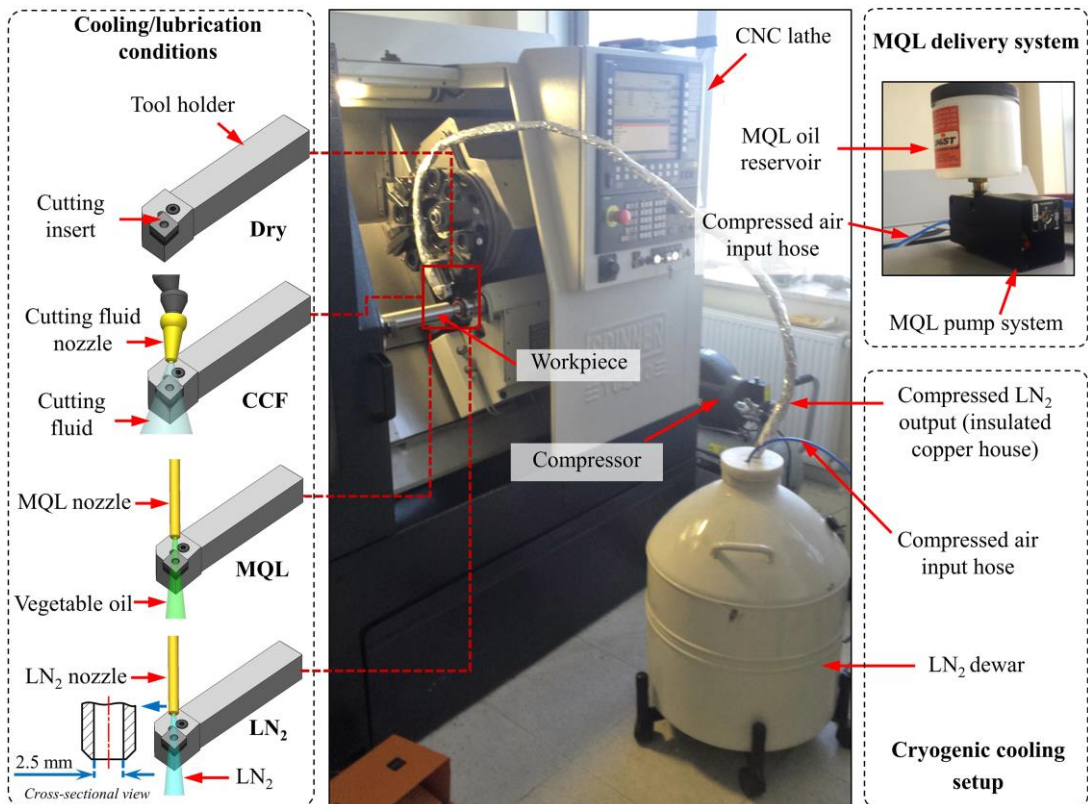 Cooling/lubrication
conditions
Tool holder
Cutting
insert
Dry
Cutting fluid
nozzle
Cutting
fluid
CCF
MQL nozzle
MQL
Vegetable oil
LN₂ nozzle
LN₂
2.5 mm
LN₂
Cross-sectional view
CNC lathe
Workpiece
SPINNER
Compressor
MQL delivery system
MQL oil
reservoir
Compressed air
input hose
MQL pump system
Compressed LN₂
output (insulated
copper house)
Compressed air
input hose
LN₂ dewar
Cryogenic cooling
setup